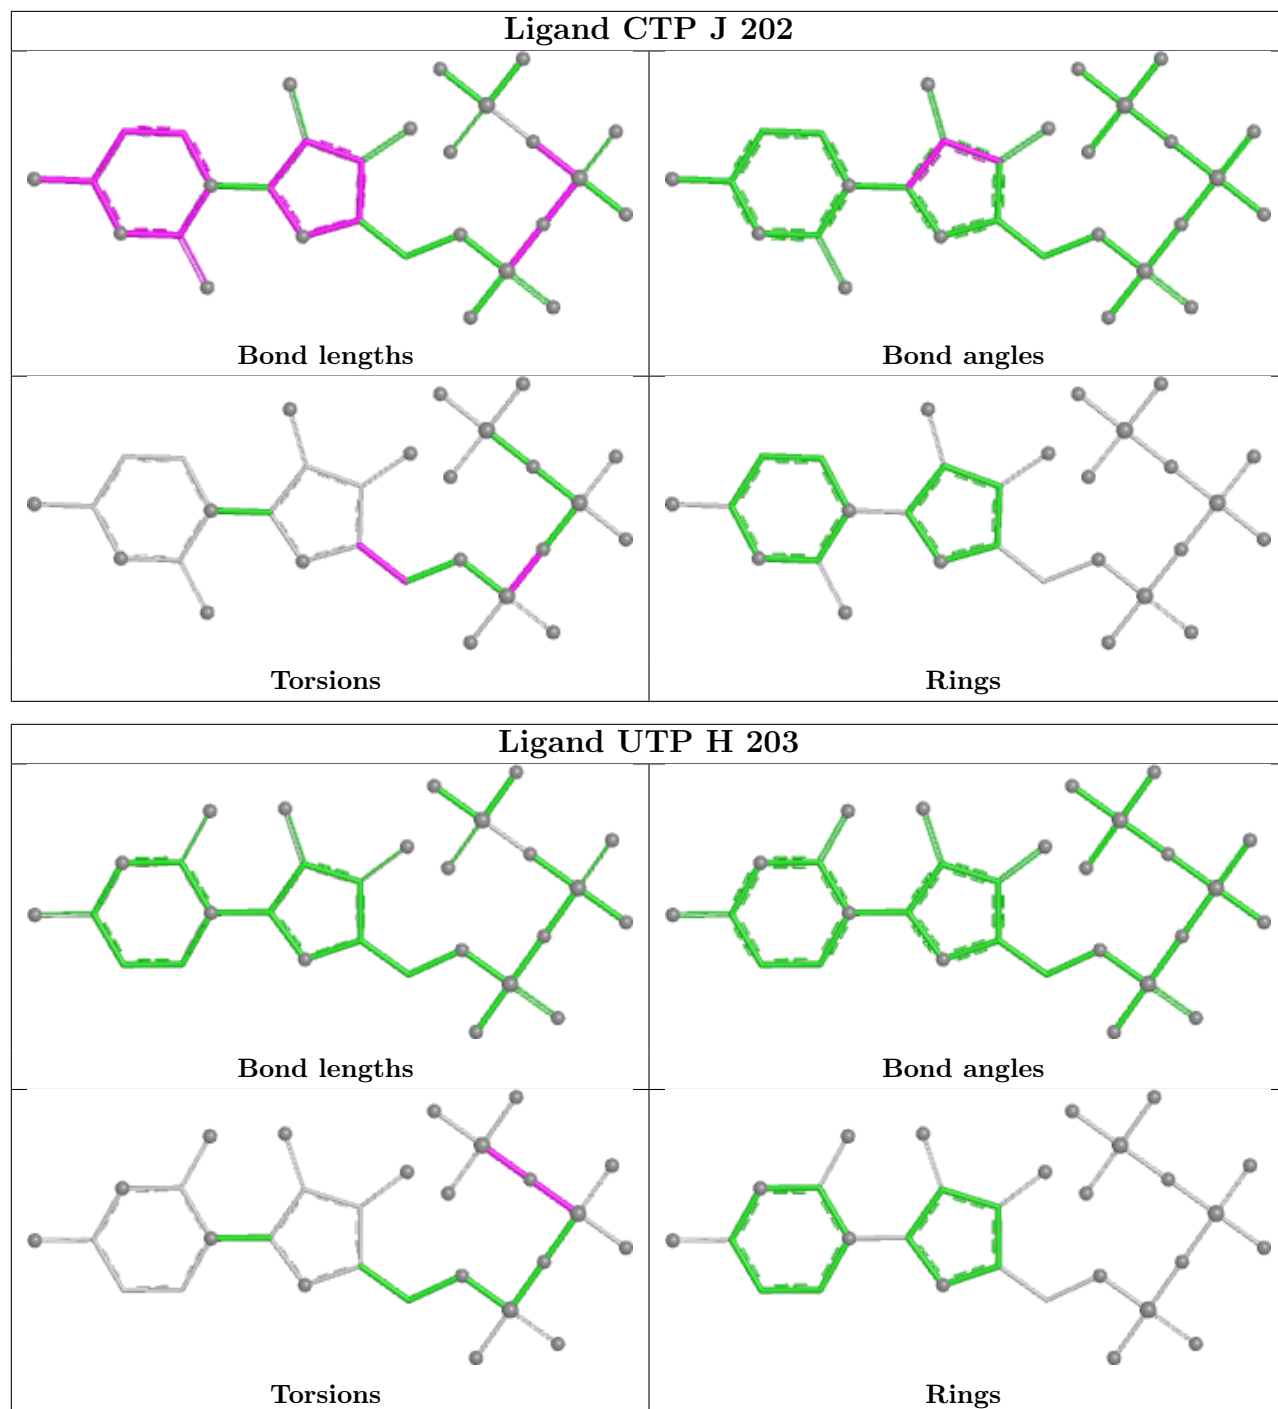 Ligand CTP J 202
Bond lengths
Bond angles
Torsions
Rings
Ligand UTP H 203
Bond lengths
Bond angles
Torsions
Rings